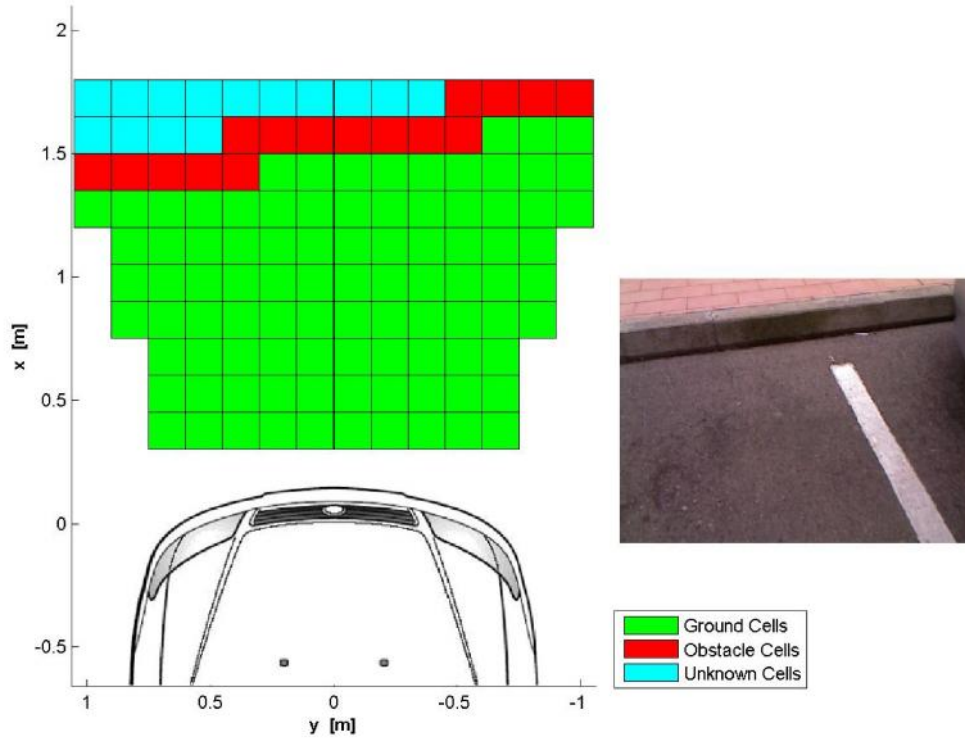 2
1.5
1
0.5
0
-0.5
x [m]
1
0.5
0
-0.5
-1
y [m]
Ground Cells
Obstacle Cells
Unknown Cells